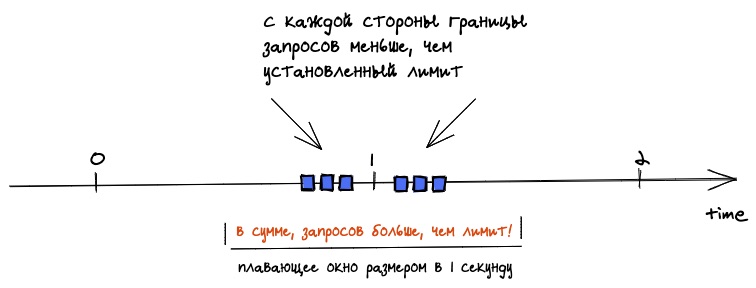 с каждой стороны границы
запросов меньше, чем
установленный лимит
0
1
2
time
в сумме, запросов больше, чем лимит!
плавающее окно размером в 1 секунду